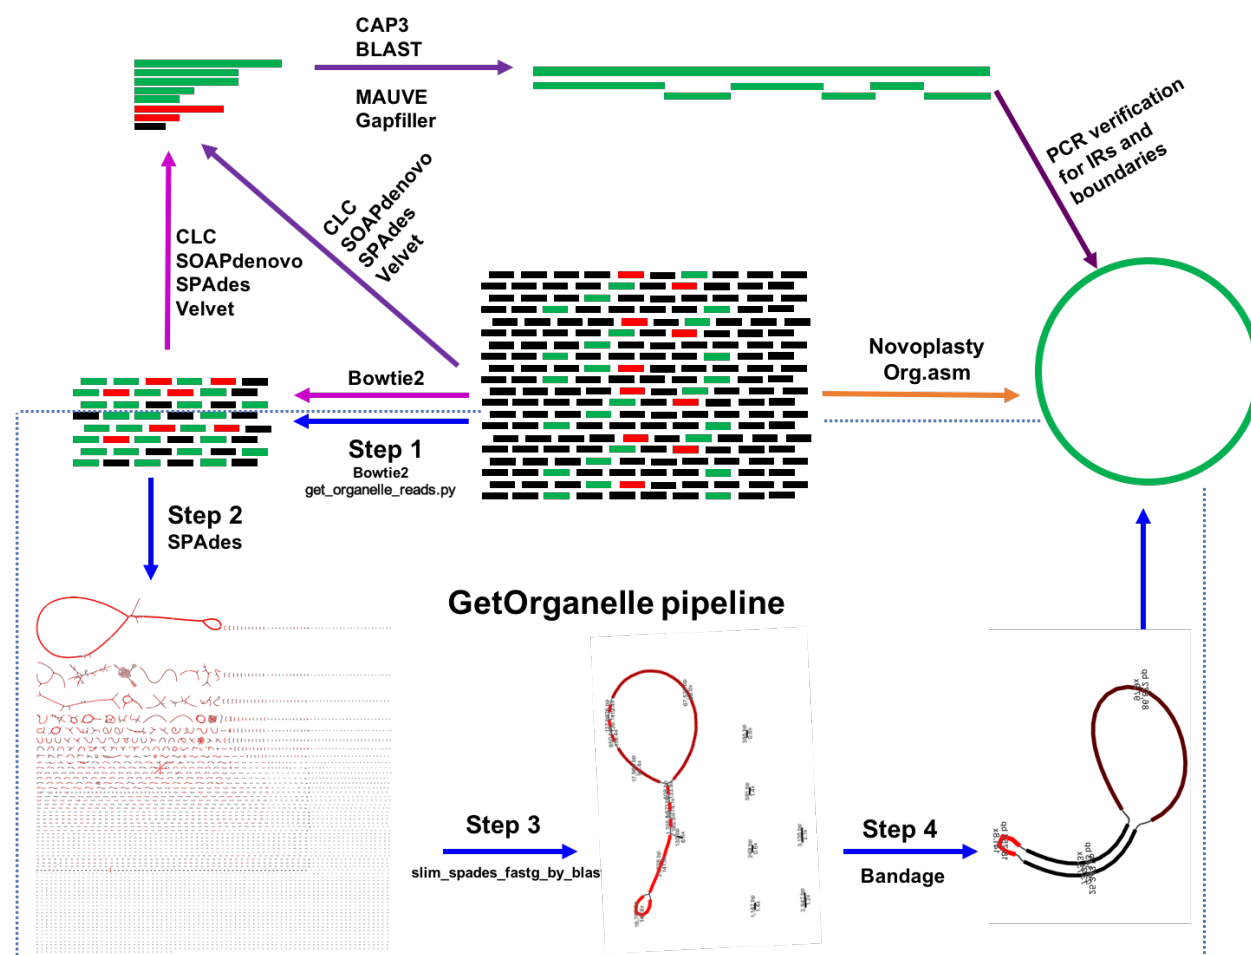 CAP3
BLAST
MAUVE
Gapfiller
PCR verification
for IRs and
boundaries
CLC
SOAPdenovo
SPAdes
Velvet
CLC
SOAPdenovo
SPAdes
Velvet
Bowtie2
Novoplasty
Org.asm
Step 1
Bowtie2
get_organelle_reads.py
Step 2
SPAdes
GetOrganelle pipeline
Step 3
slim_spades_fastg_by_blast
Step 4
Bandage